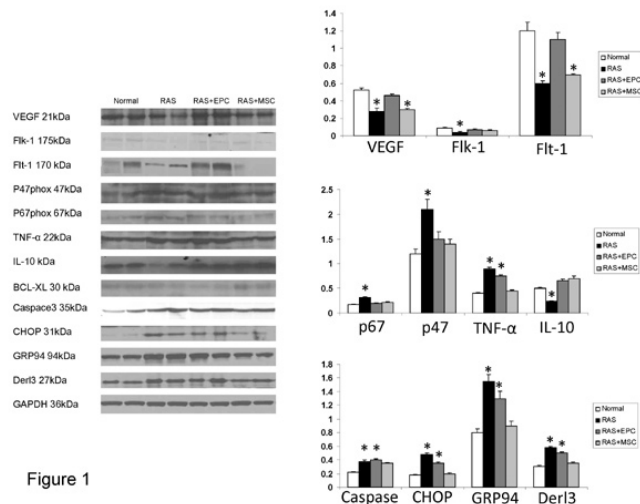 Normal RAS RAS+EPC RAS+MSC
VEGF 21kDa
Flk-1 175kDa
Flt-1 170 kDa
P47phox 47kDa
P67phox 67kDa
TNF-α 22kDa
IL-10 kDa
BCL-XL 30 kDa
Caspace3 35kDa
CHOP 31kDa
GRP94 94kDa
Derl3 27kDa
GAPDH 36kDa
Figure 1
1.4
1.2
1
0.8
0.6
0.4
0.2
0
* * * * *
VEGF Flk-1 Flt-1
Normal
RAS
RAS+EPC
RAS+MSC
2.5
2
1.5
1
0.5
0
* * * * *
p67 p47 TNF-α IL-10
Normal
RAS
RAS+EPC
RAS+MSC
1.8
1.6
1.4
1.2
1
0.8
0.6
0.4
0.2
0
* * * * * * * *
Caspase CHOP GRP94 Derl3
Normal
RAS
RAS+EPC
RAS+MSC